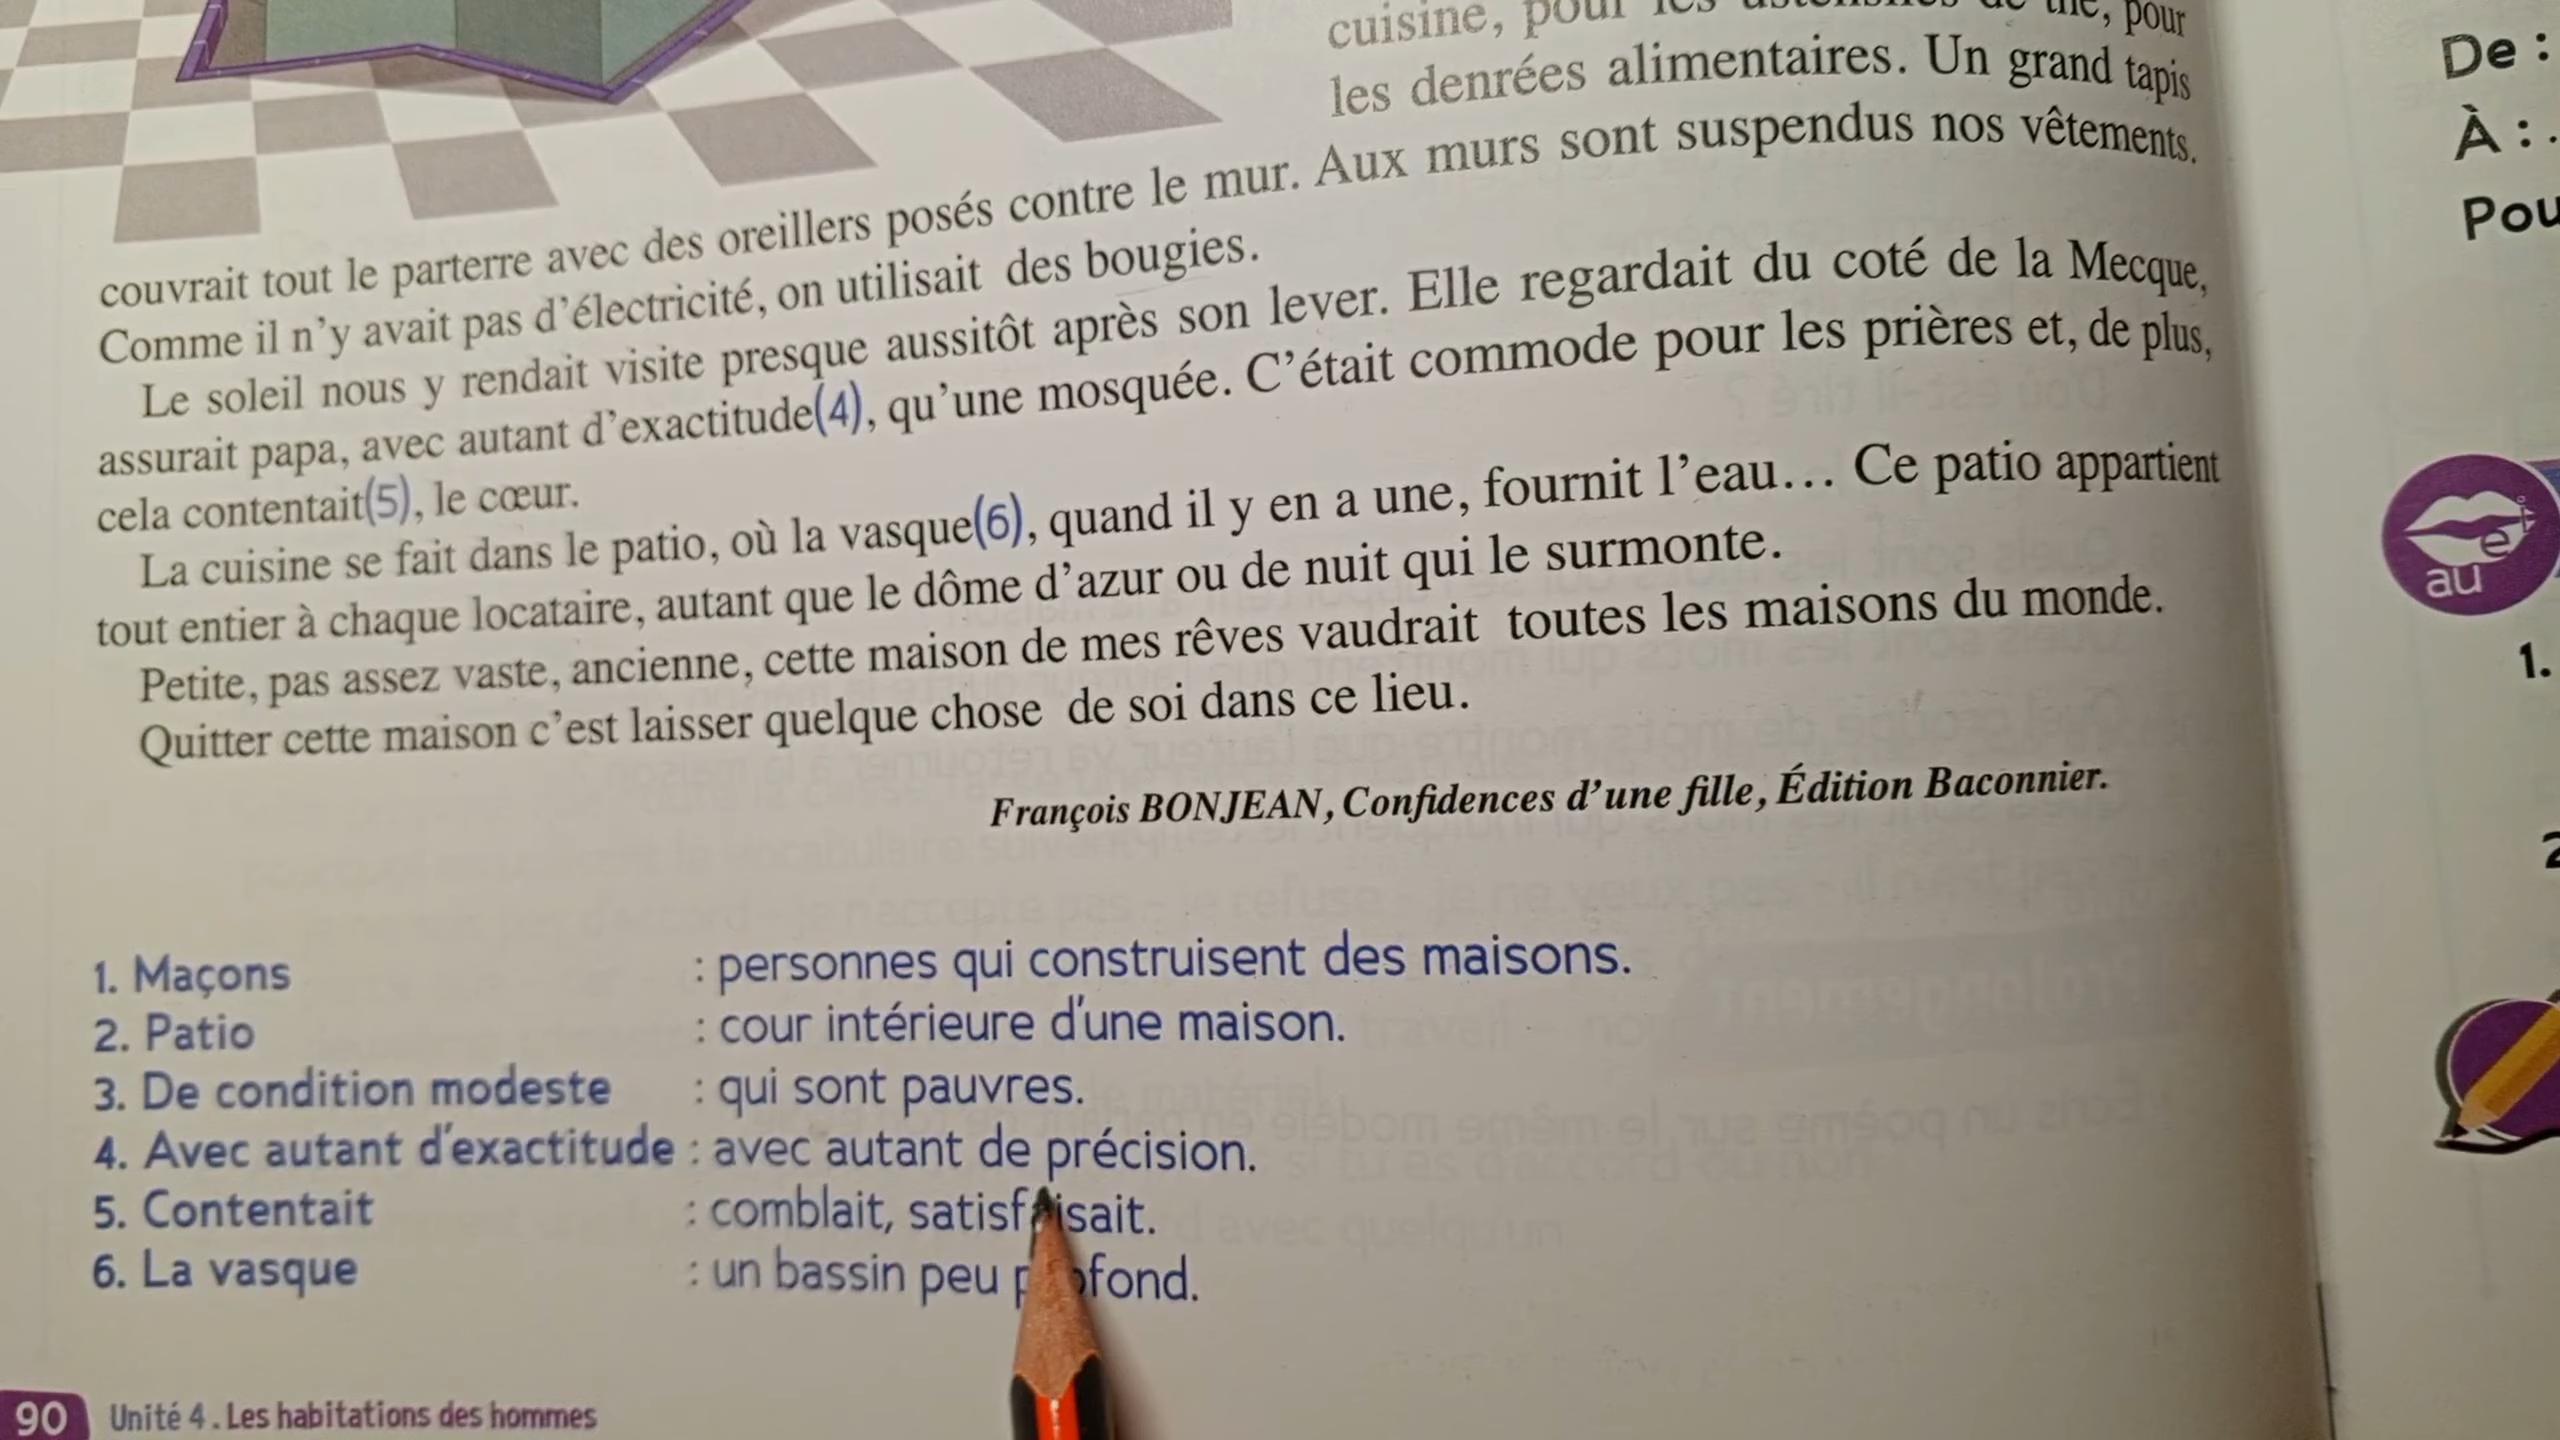 cuisine, pour les ustensiles de thé, pour
les denrées alimentaires. Un grand tapis
couvrait tout le parterre avec des oreillers posés contre le mur. Aux murs sont suspendus nos vêtements.
Comme il n’y avait pas d’électricité, on utilisait des bougies.
Le soleil nous y rendait visite presque aussitôt après son lever. Elle regardait du coté de la Mecque,
assurait papa, avec autant d’exactitude(4), qu’une mosquée. C’était commode pour les prières et, de plus,
cela contentait(5), le cœur.
La cuisine se fait dans le patio, où la vasque(6), quand il y en a une, fournit l’eau… Ce patio appartient
tout entier à chaque locataire, autant que le dôme d’azur ou de nuit qui le surmonte.
Petite, pas assez vaste, ancienne, cette maison de mes rêves vaudrait toutes les maisons du monde.
Quitter cette maison c’est laisser quelque chose de soi dans ce lieu.
François BONJEAN, Confidences d’une fille, Édition Baconnier.
1. Maçons : personnes qui construisent des maisons.
2. Patio : cour intérieure d'une maison.
3. De condition modeste : qui sont pauvres.
4. Avec autant d'exactitude : avec autant de précision.
5. Contentait : comblait, satisfaisait.
6. La vasque : un bassin peu profond.
90 Unité 4 . Les habitations des hommes
De :
À : .
au
1.
2